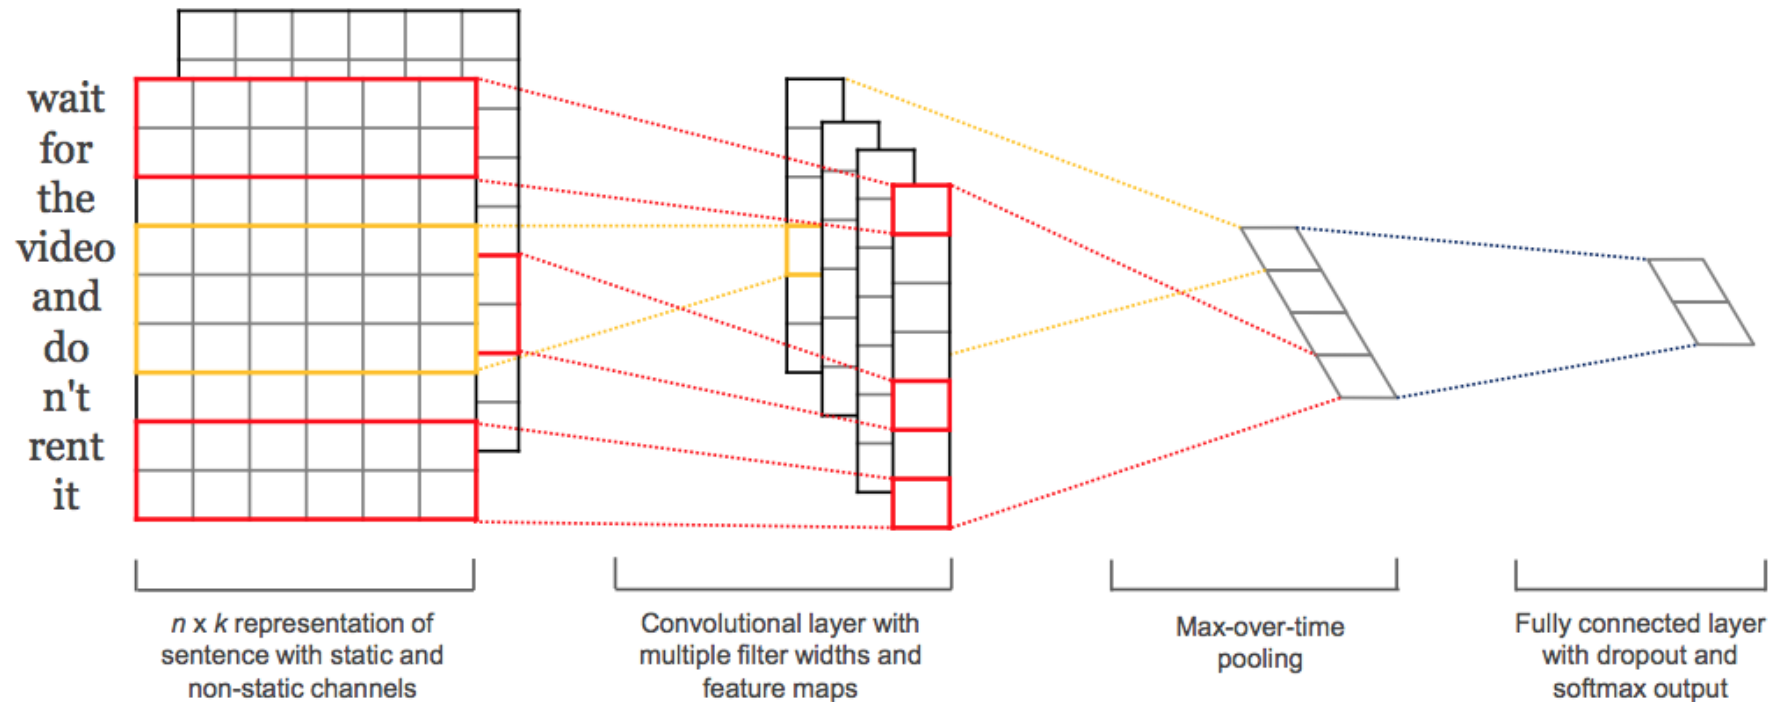 wait
for
the
video
and
do
n't
rent
it
n x k representation of
sentence with static and
non-static channels
Convolutional layer with
multiple filter widths and
feature maps
Max-over-time
pooling
Fully connected layer
with dropout and
softmax output